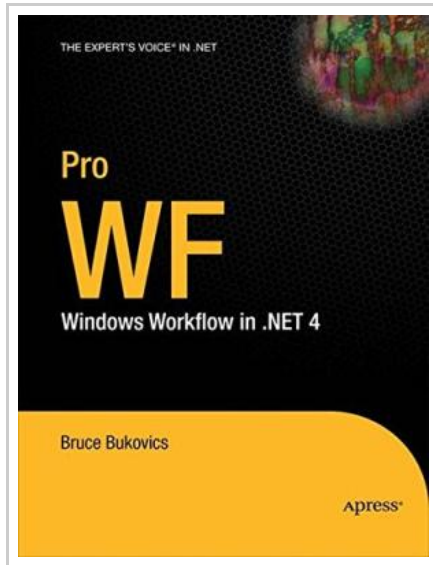 THE EXPERT'S VOICE® IN .NET
Pro
WF
Windows Workflow in .NET 4
Bruce Bukovics
Apress®